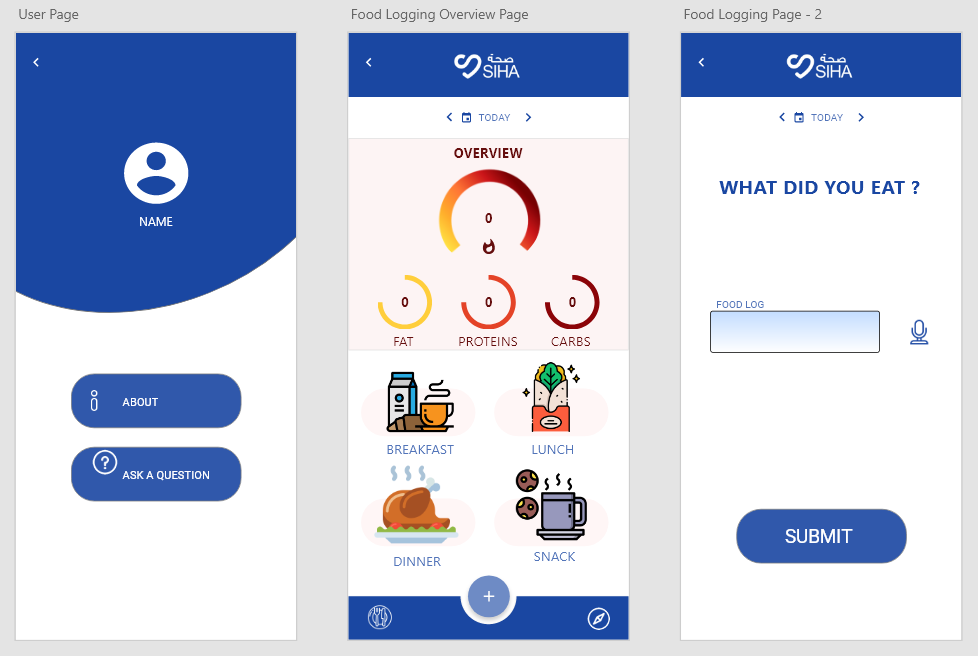 User Page
NAME
ABOUT
ASK A QUESTION
Food Logging Overview Page
صحة
SIHA
TODAY
OVERVIEW
0
0 0 0
FAT PROTEINS CARBS
BREAKFAST LUNCH
DINNER SNACK
+
Food Logging Page - 2
صحة
SIHA
TODAY
WHAT DID YOU EAT ?
FOOD LOG
SUBMIT